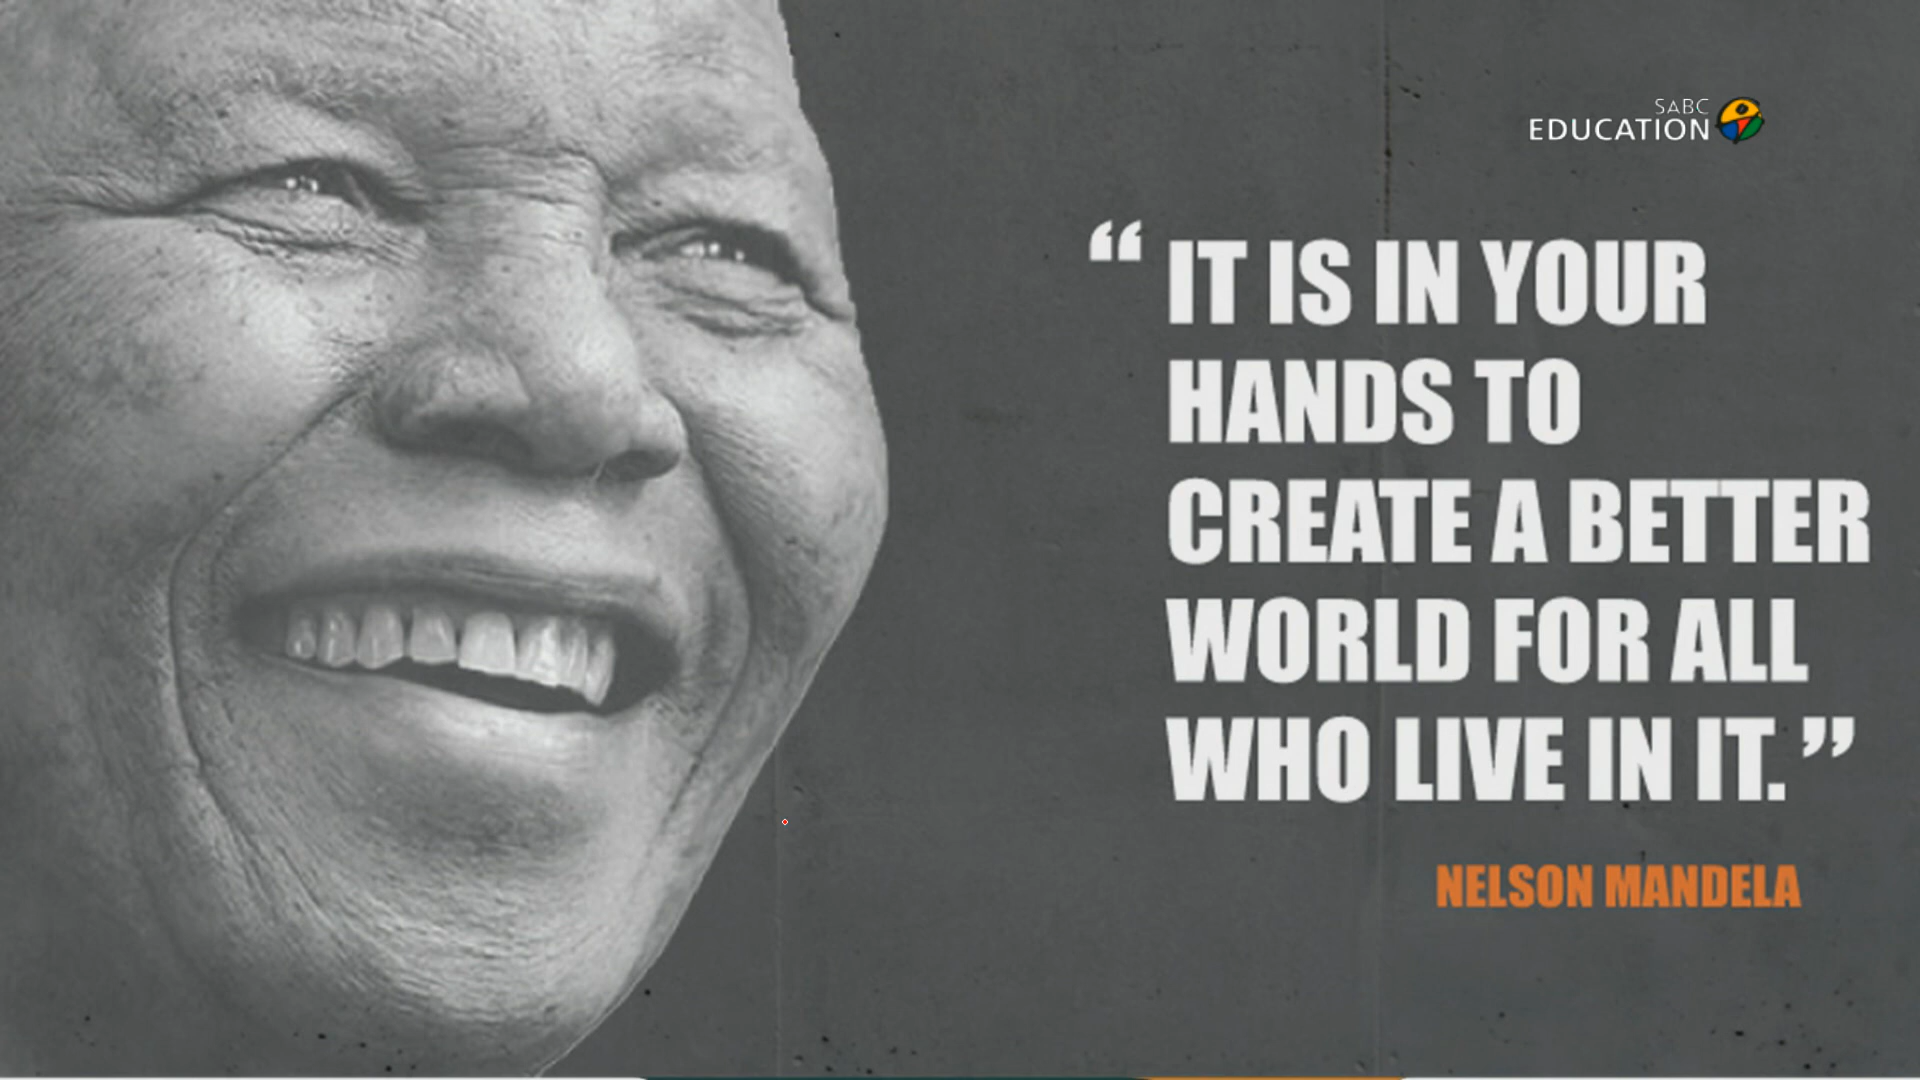 SABC
EDUCATION
“ IT IS IN YOUR
HANDS TO
CREATE A BETTER
WORLD FOR ALL
WHO LIVE IN IT. ”
NELSON MANDELA